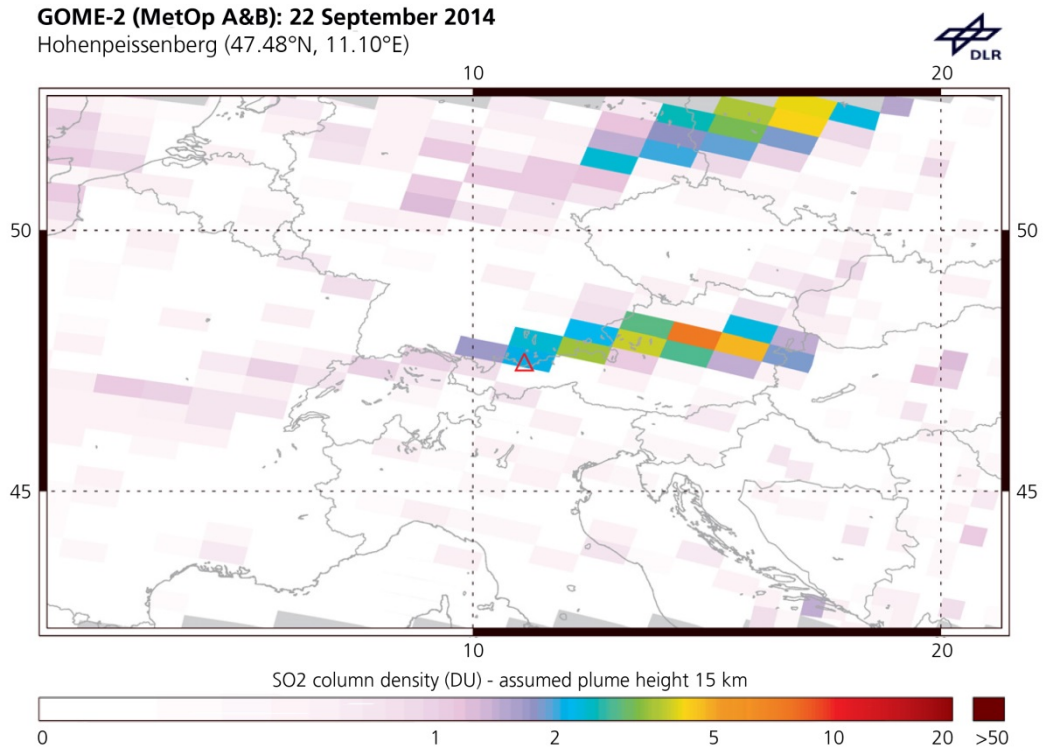 GOME-2 (MetOp A&B): 22 September 2014
Hohenpeissenberg (47.48°N, 11.10°E)
DLR
10 20
50 50
45 45
10 20
SO2 column density (DU) - assumed plume height 15 km
0 1 2 5 10 20 >50